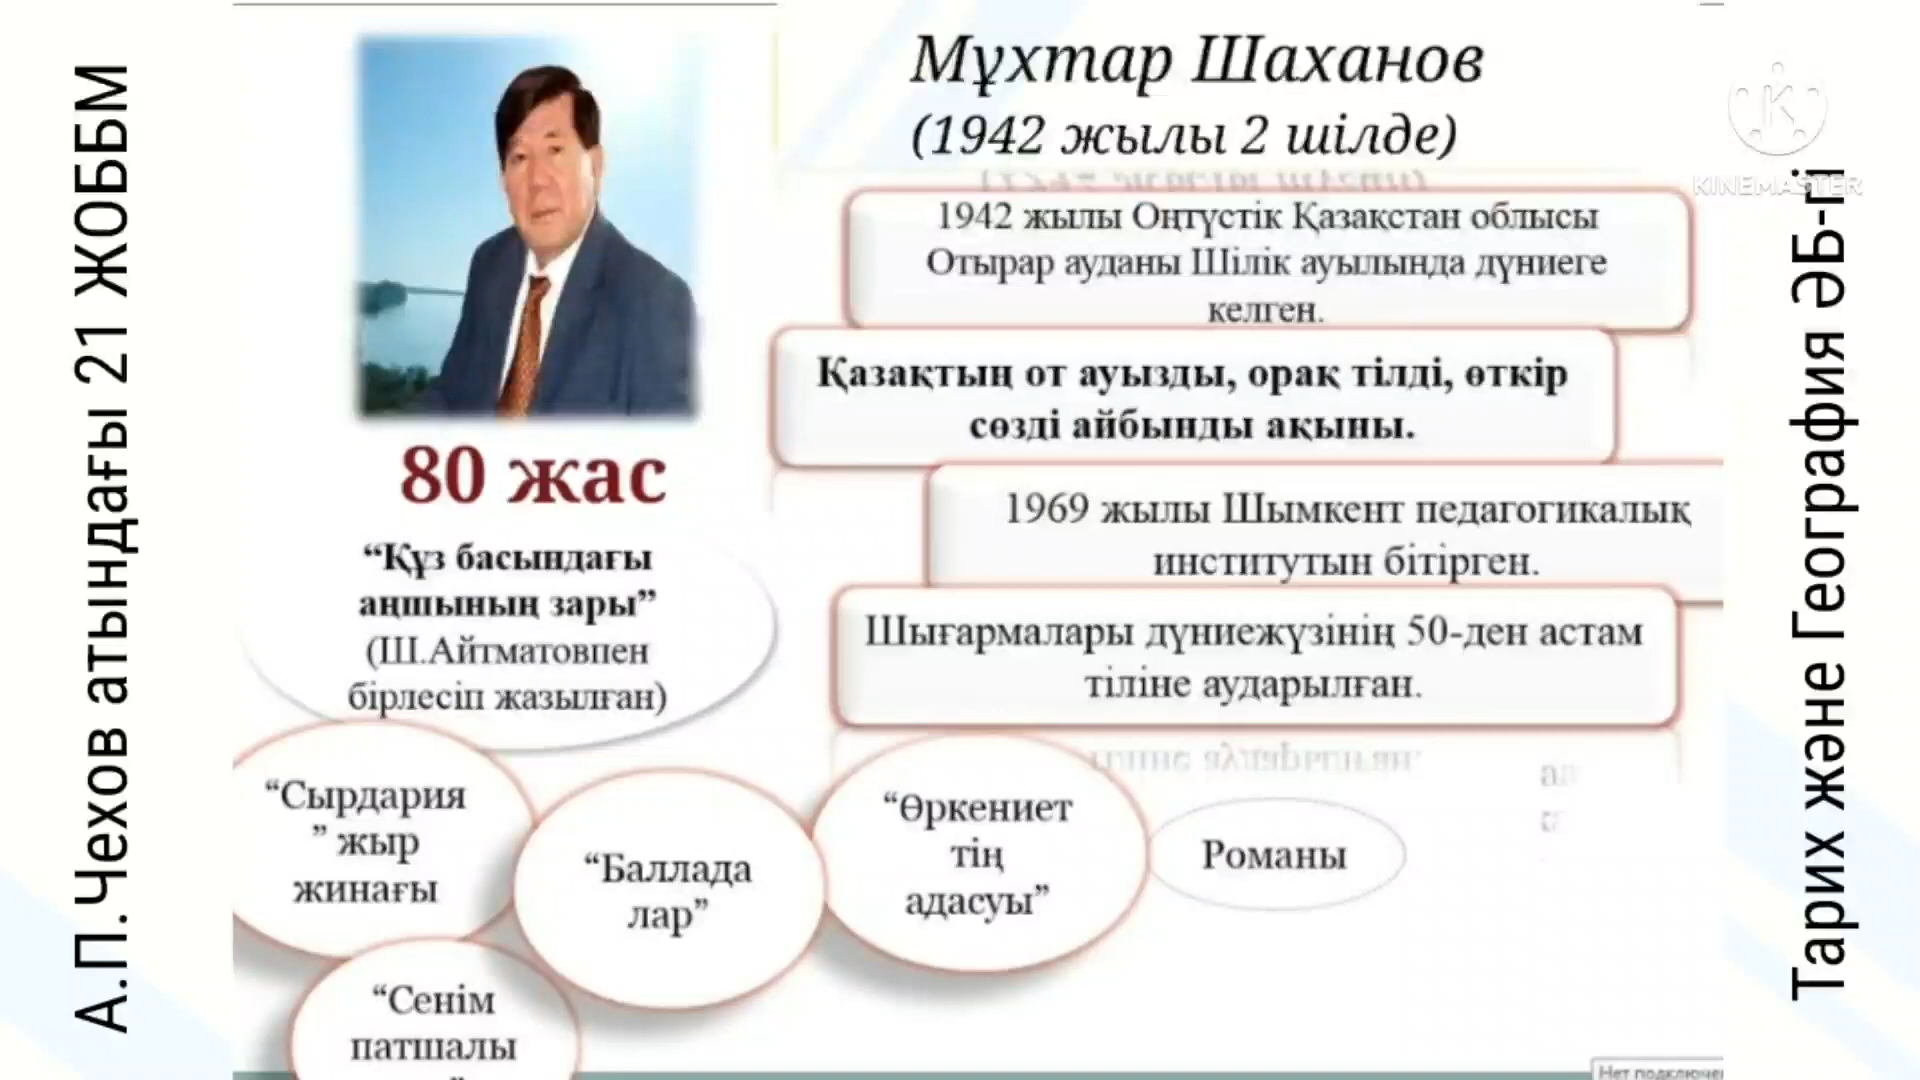 А.П.Чехов атындағы 21 ЖОББМ
Мұхтар Шаханов
(1942 жылы 2 шілде)
KINEMASTER
1942 жылы Оңтүстік Қазақстан облысы
Отырар ауданы Шілік ауылында дүниеге
келген.
Қазақтың от ауызды, орақ тілді, өткір
сөзді айбынды ақыны.
80 жас
1969 жылы Шымкент педагогикалық
институтын бітірген.
“Құз басындағы
аңшының зары”
(Ш.Айтматовпен
бірлесіп жазылған)
Шығармалары дүниежүзінің 50-ден астам
тіліне аударылған.
“Сырдария
” жыр
жинағы
“Баллада
лар”
“Өркениет
тің
адасуы”
Романы
“Сенім
патшалы
Нет подключен
Тарих және География ӘБ-гі